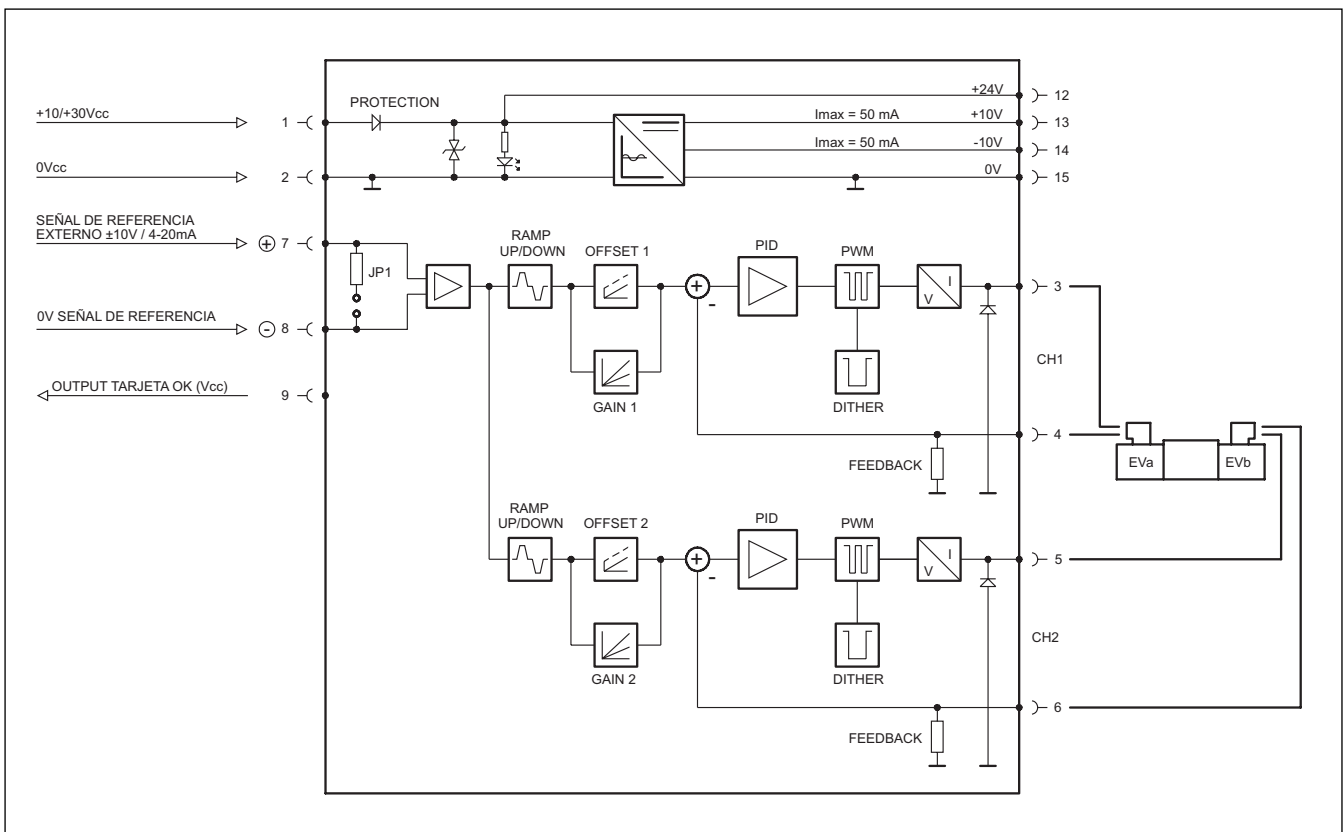 +24V
12
+10/+30Vcc
PROTECTION
1
Imax = 50 mA
+10V
13
Imax = 50 mA
-10V
14
0Vcc
2
0V
15
SEÑAL DE REFERENCIA
EXTERNO ±10V / 4-20mA
+ 7
JP1
RAMP
UP/DOWN
OFFSET 1
PID
PWM
+
-
V
I
3
0V SEÑAL DE REFERENCIA
- 8
CH1
OUTPUT TARJETA OK (Vcc)
9
GAIN 1
DITHER
4
FEEDBACK
EVa
EVb
RAMP
UP/DOWN
OFFSET 2
PID
PWM
+
-
V
I
5
GAIN 2
DITHER
CH2
6
FEEDBACK